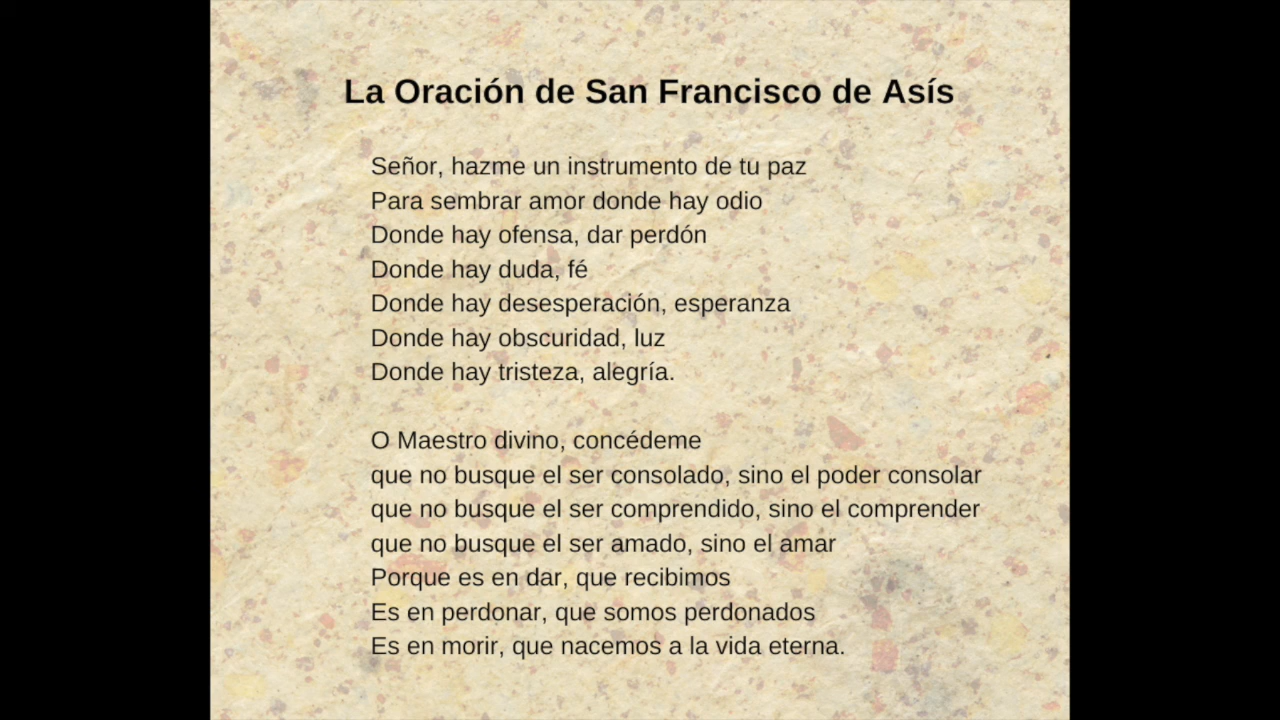 La Oración de San Francisco de Asís
Señor, hazme un instrumento de tu paz
Para sembrar amor donde hay odio
Donde hay ofensa, dar perdón
Donde hay duda, fé
Donde hay desesperación, esperanza
Donde hay obscuridad, luz
Donde hay tristeza, alegría.
O Maestro divino, concédeme
que no busque el ser consolado, sino el poder consolar
que no busque el ser comprendido, sino el comprender
que no busque el ser amado, sino el amar
Porque es en dar, que recibimos
Es en perdonar, que somos perdonados
Es en morir, que nacemos a la vida eterna.